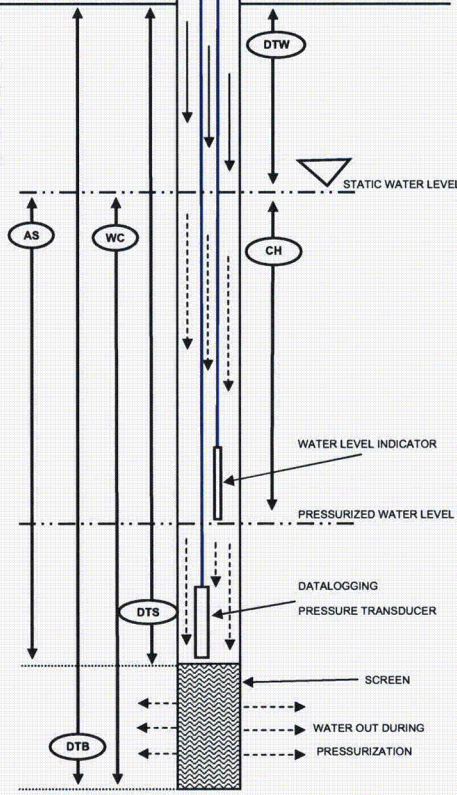 DTW
STATIC WATER LEVEL
AS
WC
CH
WATER LEVEL INDICATOR
PRESSURIZED WATER LEVEL
DATALOGGING
PRESSURE TRANSDUCER
DTS
SCREEN
WATER OUT DURING
PRESSURIZATION
DTB